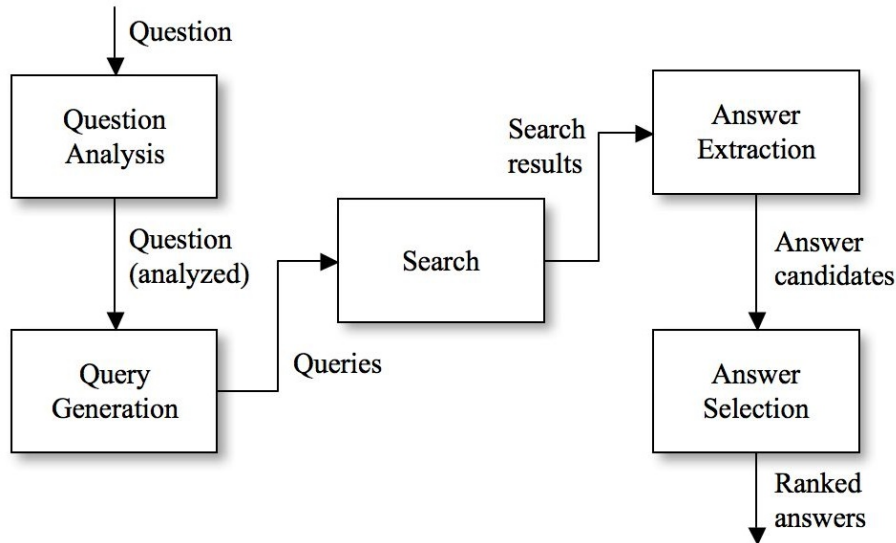 Question
Question
Analysis
Question
(analyzed)
Query
Generation
Queries
Search
Search
results
Answer
Extraction
Answer
candidates
Answer
Selection
Ranked
answers